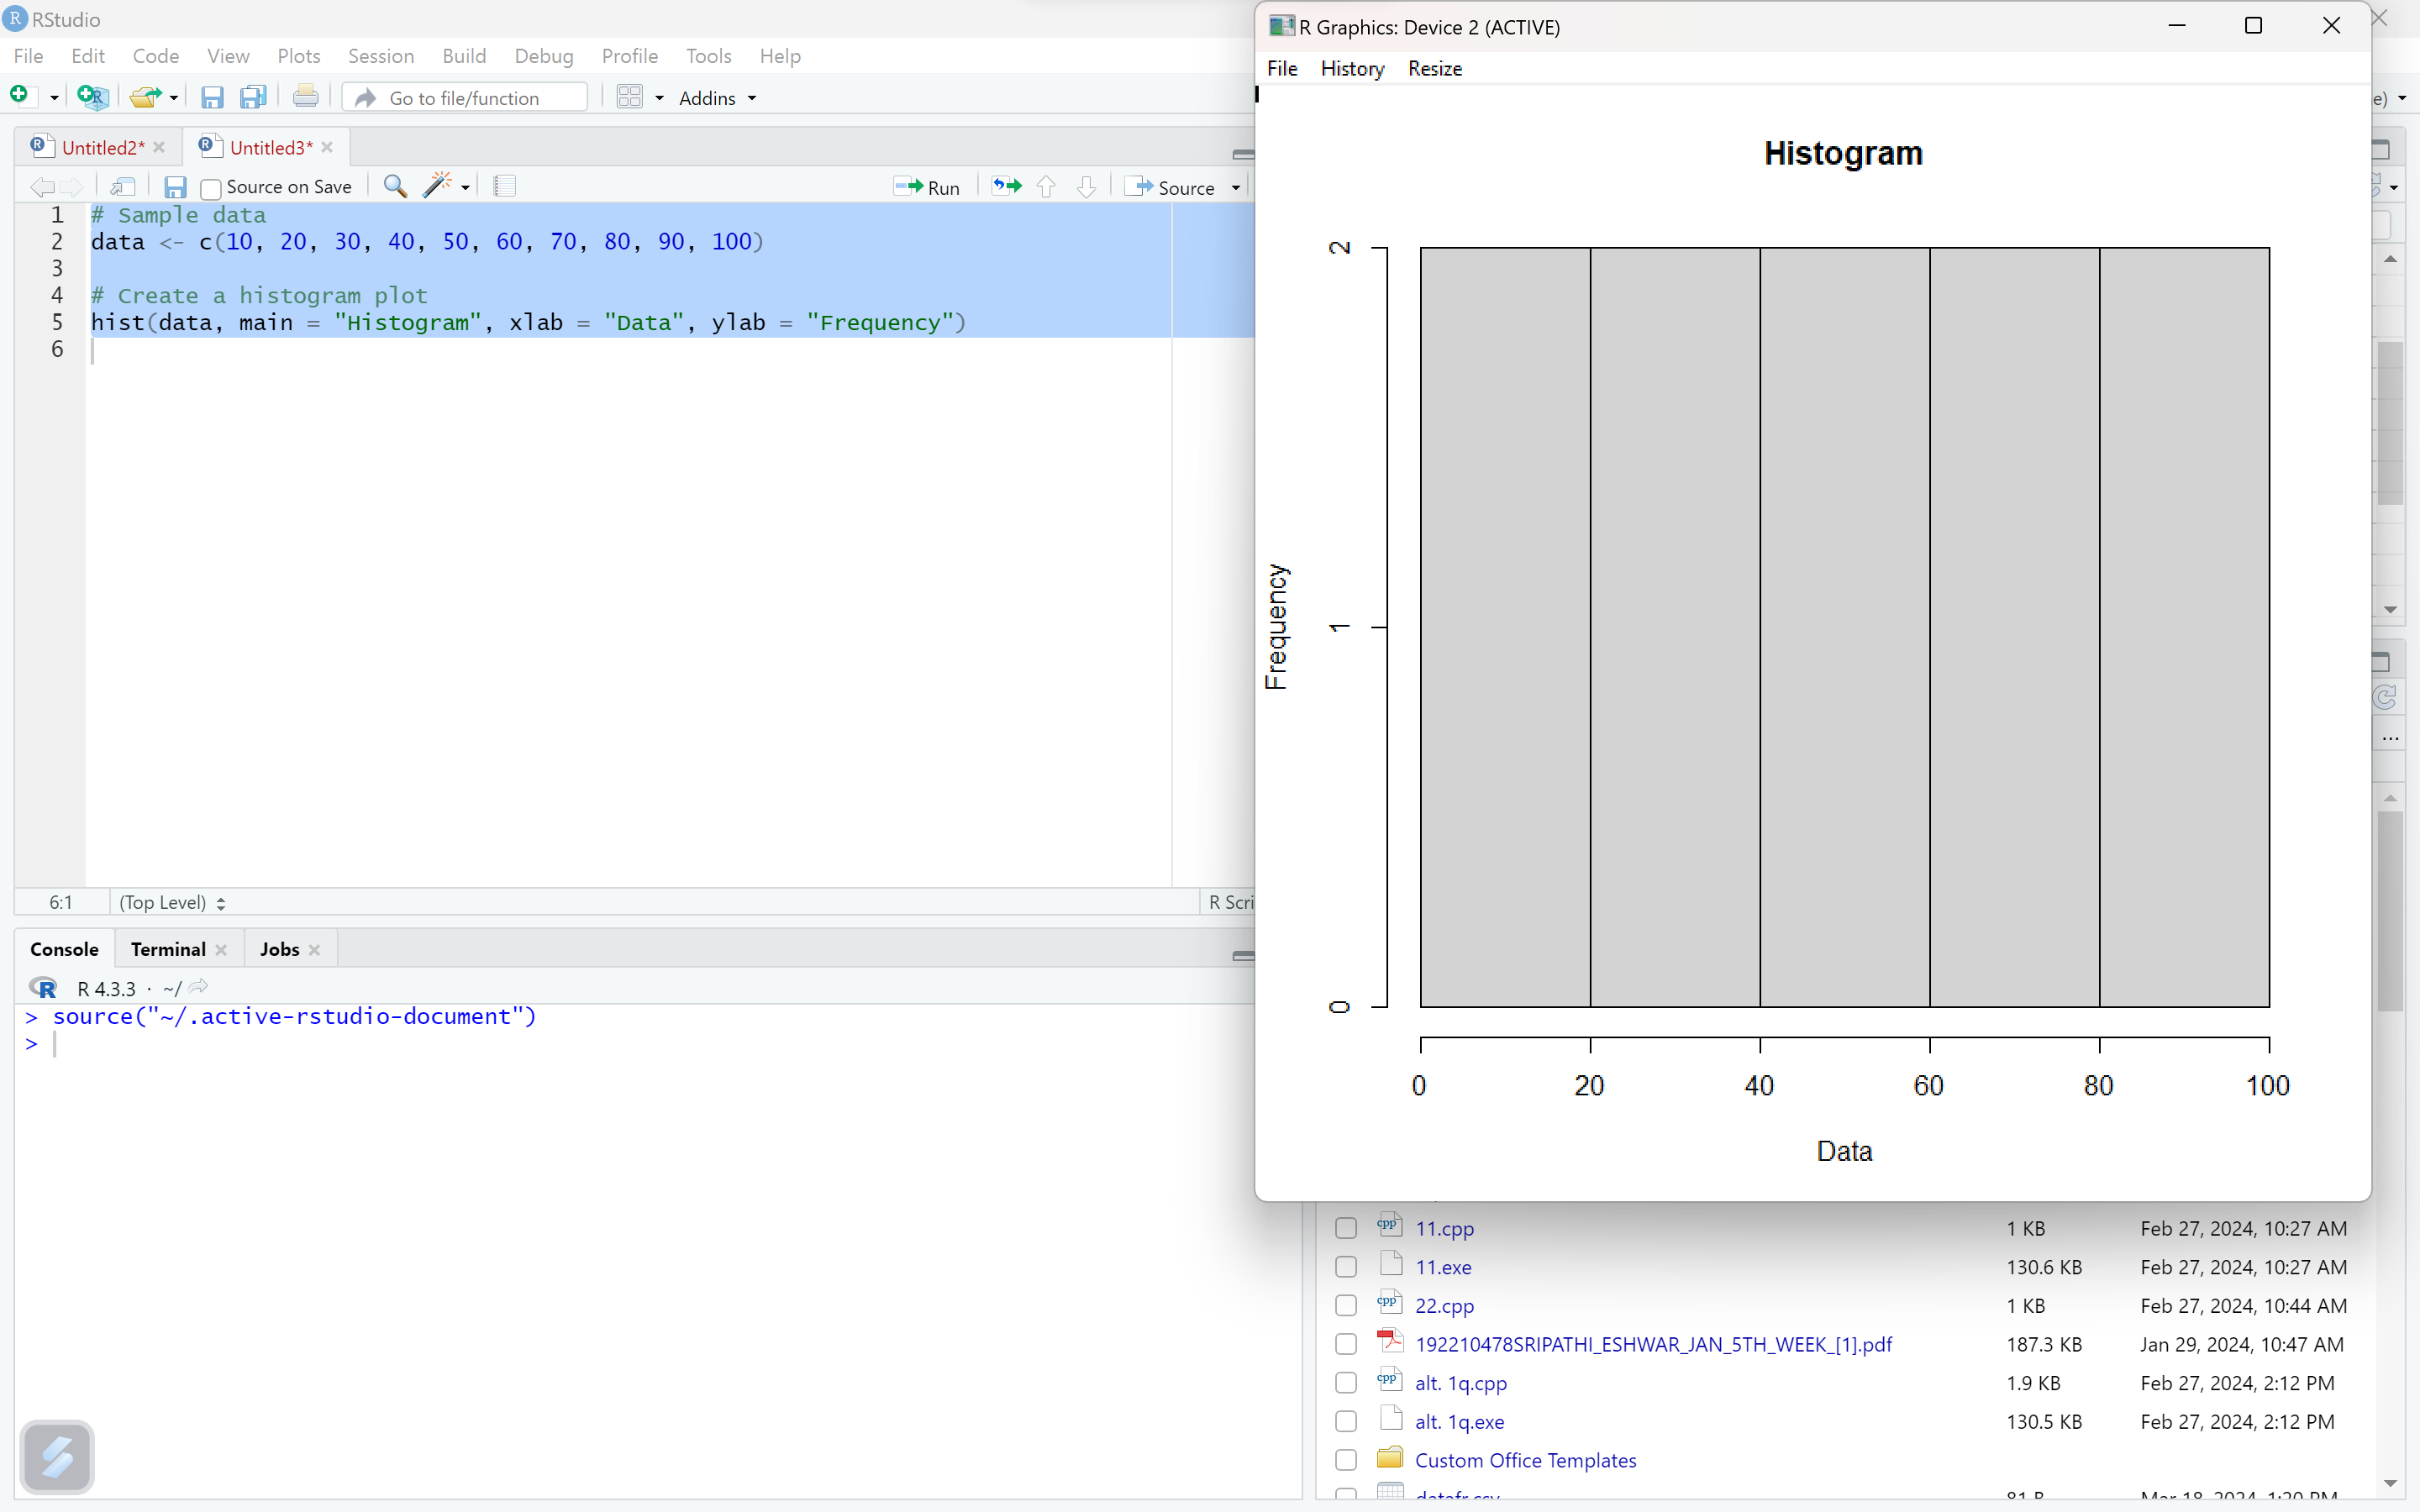 RStudio
File Edit Code View Plots Session Build Debug Profile Tools Help
Go to file/function Addins
Untitled2* Untitled3*
Source on Save Run Source
1 # Sample data
2 data <- c(10, 20, 30, 40, 50, 60, 70, 80, 90, 100)
3
4 # Create a histogram plot
5 hist(data, main = "Histogram", xlab = "Data", ylab = "Frequency")
6
6:1 (Top Level) R Scri
Console Terminal Jobs
R 4.3.3 · ~/
> source("~/.active-rstudio-document")
>
R Graphics: Device 2 (ACTIVE)
File History Resize
e)
Histogram
2
1
0
Frequency
0 20 40 60 80 100
Data
11.cpp 1 KB Feb 27, 2024, 10:27 AM
11.exe 130.6 KB Feb 27, 2024, 10:27 AM
22.cpp 1 KB Feb 27, 2024, 10:44 AM
192210478SRIPATHI_ESHWAR_JAN_5TH_WEEK_[1].pdf 187.3 KB Jan 29, 2024, 10:47 AM
alt. 1q.cpp 1.9 KB Feb 27, 2024, 2:12 PM
alt. 1q.exe 130.5 KB Feb 27, 2024, 2:12 PM
Custom Office Templates